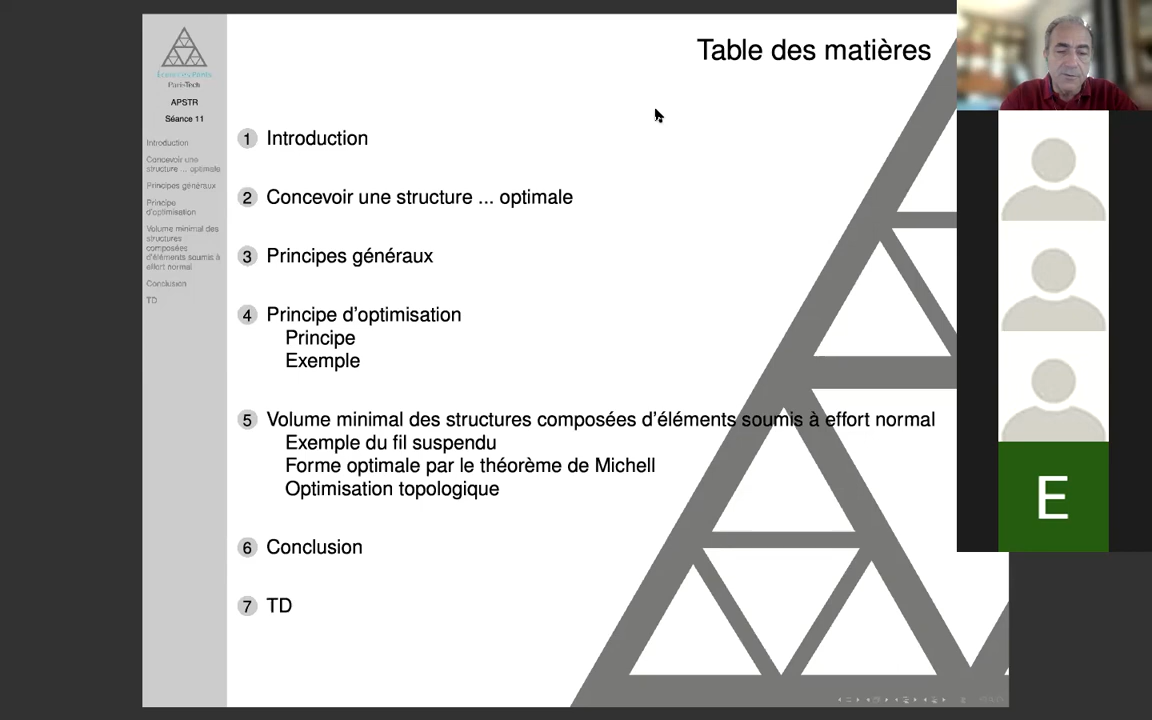 Table des matières
École des Ponts
ParisTech
APSTR
Séance 11
Introduction
Concevoir une
structure ... optimale
Principes généraux
Principe
d'optimisation
Volume minimal des
structures
composées
d'éléments soumis à
effort normal
Conclusion
TD
1 Introduction
2 Concevoir une structure ... optimale
3 Principes généraux
4 Principe d'optimisation
Principe
Exemple
5 Volume minimal des structures composées d'éléments soumis à effort normal
Exemple du fil suspendu
Forme optimale par le théorème de Michell
Optimisation topologique
6 Conclusion
7 TD
E